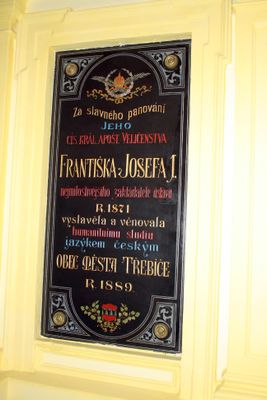 Za slavného panování
JEHO
CÍS. KRÁL. APOŠT. VELIČENSTVA
FRANTIŠKA JOSEFA I.
nejmilostivějšího zakladatele ústavu
R. 1871
vystavěla a věnovala
humanitnímu studiu
jazykem českým
OBEC MĚSTA TŘEBÍČE
R. 1889.